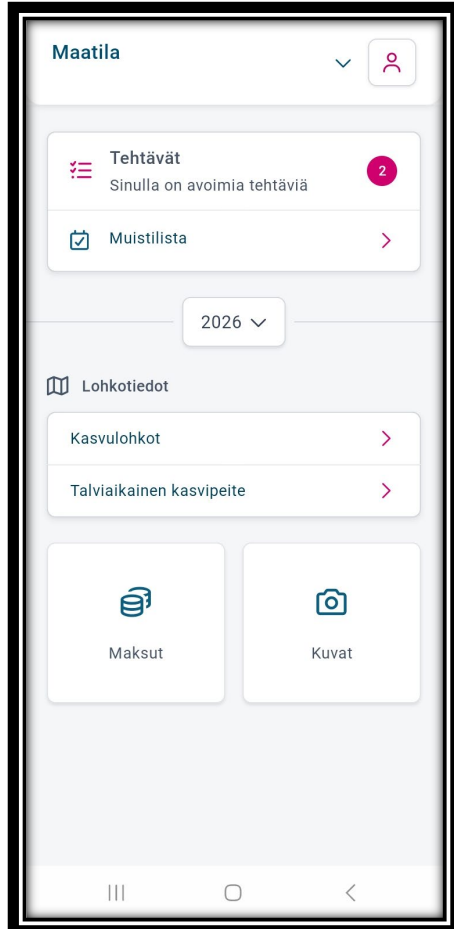 Maatila
Tehtävät
Sinulla on avoimia tehtäviä
2
Muistilista
2026
Lohkotiedot
Kasvulohkot
Talviaikainen kasvipeite
Maksut
Kuvat